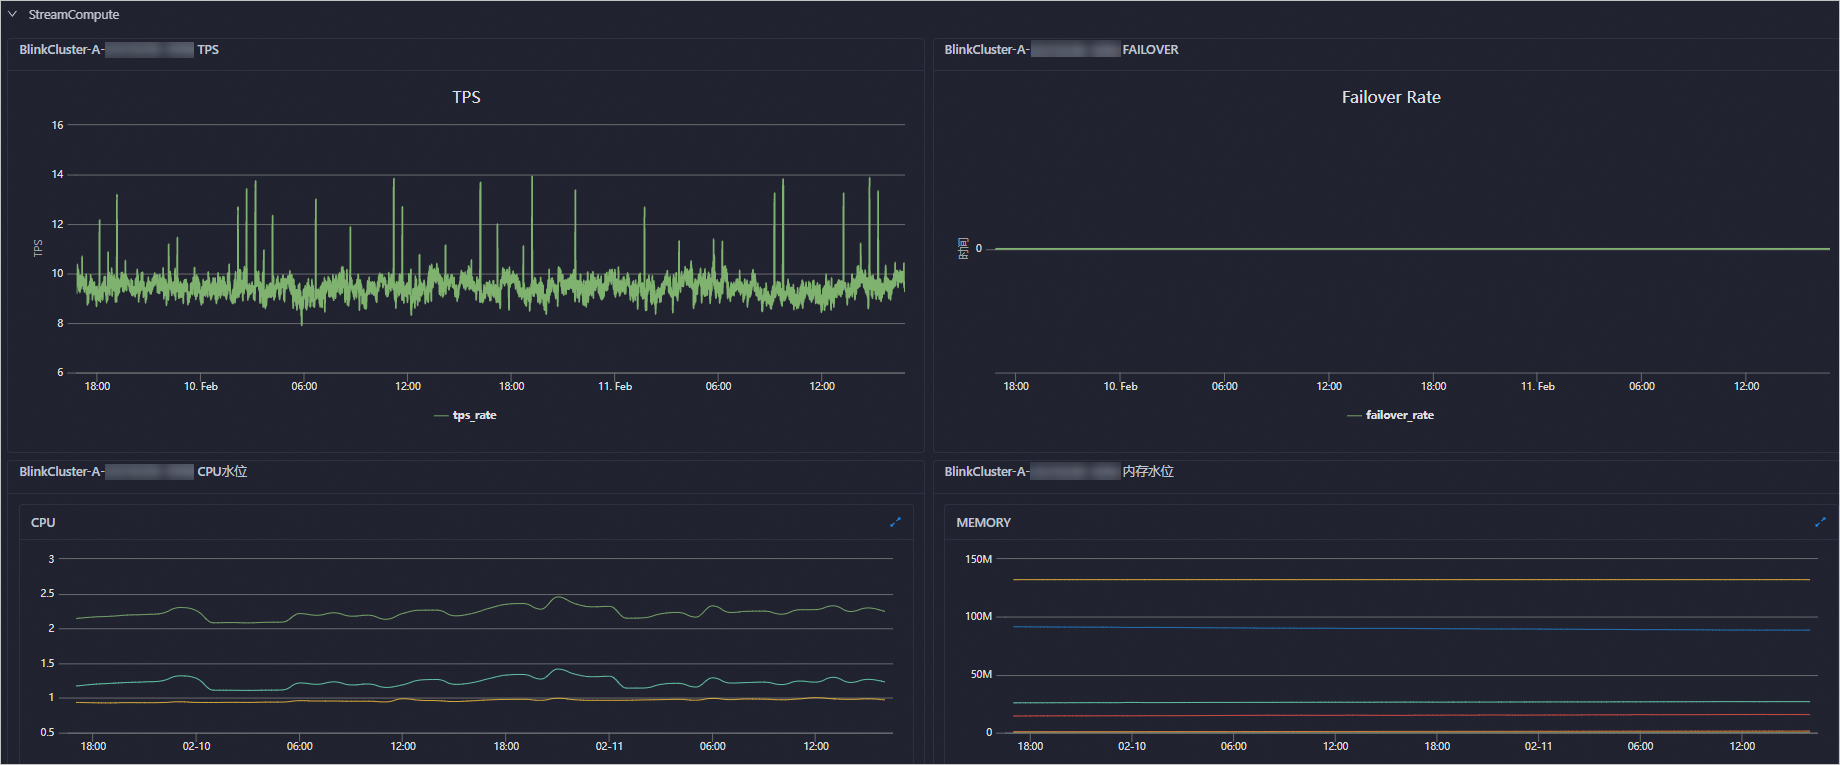 StreamCompute
BlinkCluster-A- TPS
TPS
16
14
12
10
8
6
TPS
18:00 10. Feb 06:00 12:00 18:00 11. Feb 06:00 12:00
tps_rate
BlinkCluster-A- FAILOVER
Failover Rate
时间
0
18:00 10. Feb 06:00 12:00 18:00 11. Feb 06:00 12:00
failover_rate
BlinkCluster-A- CPU水位
CPU
3
2.5
2
1.5
1
0.5
18:00 02-10 06:00 12:00 18:00 02-11 06:00 12:00
BlinkCluster-A- 内存水位
MEMORY
150M
100M
50M
0
18:00 02-10 06:00 12:00 18:00 02-11 06:00 12:00